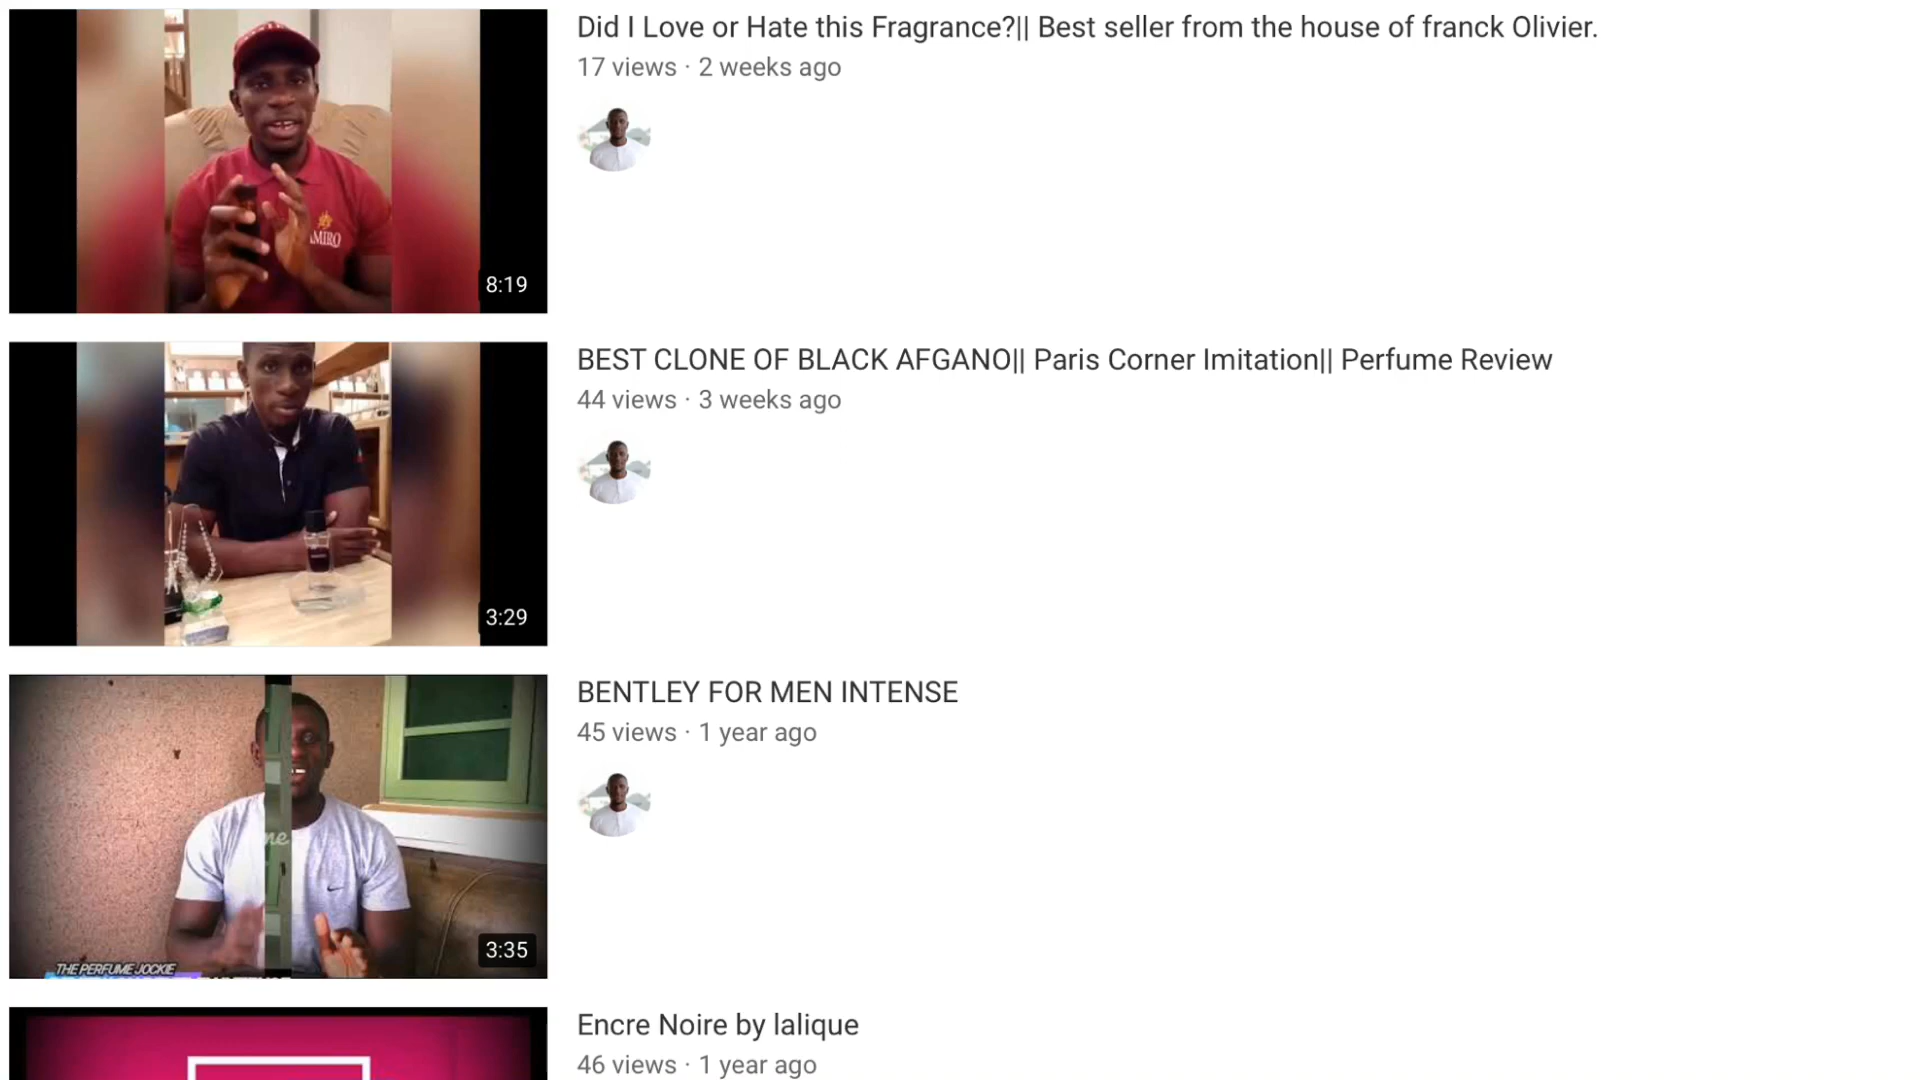 Did I Love or Hate this Fragrance?|| Best seller from the house of franck Olivier.
17 views · 2 weeks ago
AMIRO
8:19
BEST CLONE OF BLACK AFGANO|| Paris Corner Imitation|| Perfume Review
44 views · 3 weeks ago
3:29
BENTLEY FOR MEN INTENSE
45 views · 1 year ago
me
3:35
THE PERFUME JOCKIE
Encre Noire by lalique
46 views · 1 year ago